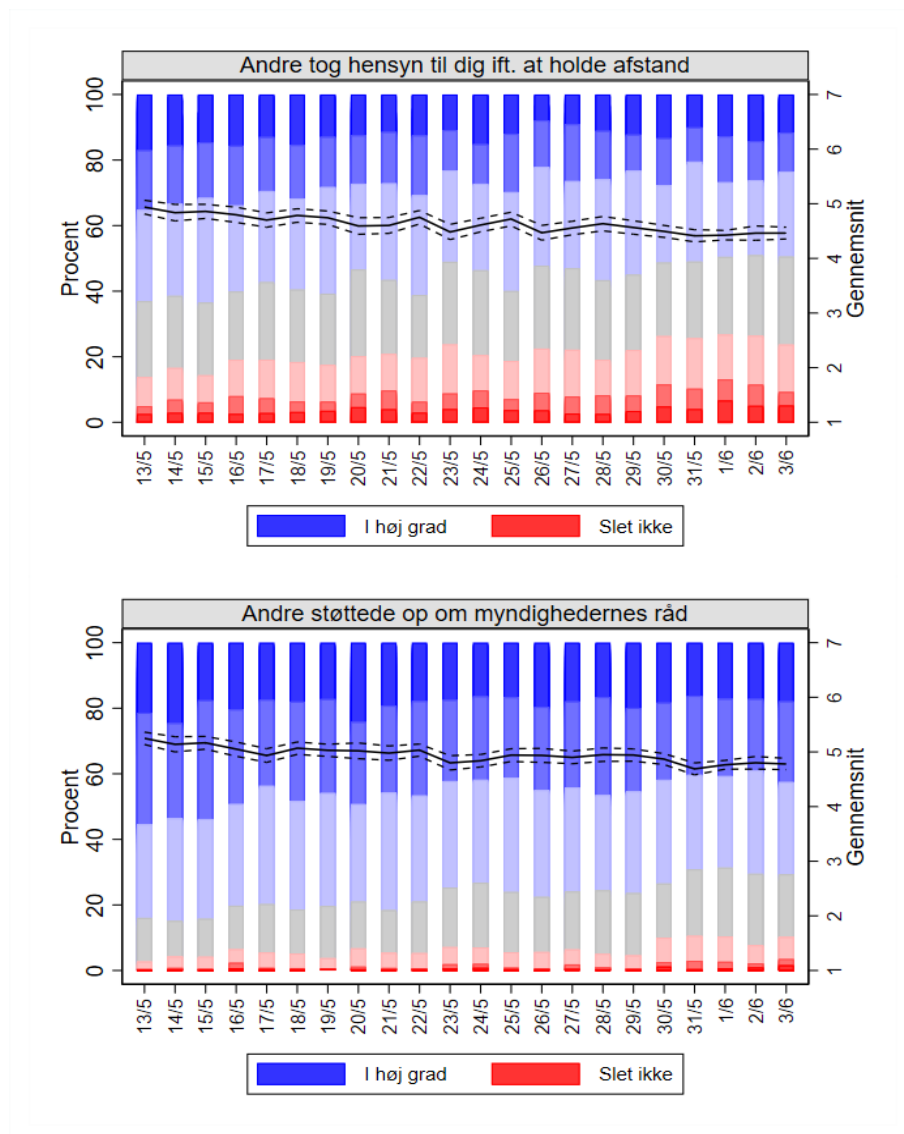 Andre tog hensyn til dig ift. at holde afstand
Procent
100
80
60
40
20
0
7
6
5
4
3
2
1
Gennemsnit
13/5 14/5 15/5 16/5 17/5 18/5 19/5 20/5 21/5 22/5 23/5 24/5 25/5 26/5 27/5 28/5 29/5 30/5 31/5 1/6 2/6 3/6
I høj grad Slet ikke
Andre støttede op om myndighedernes råd
Procent
100
80
60
40
20
0
7
6
5
4
3
2
1
Gennemsnit
13/5 14/5 15/5 16/5 17/5 18/5 19/5 20/5 21/5 22/5 23/5 24/5 25/5 26/5 27/5 28/5 29/5 30/5 31/5 1/6 2/6 3/6
I høj grad Slet ikke